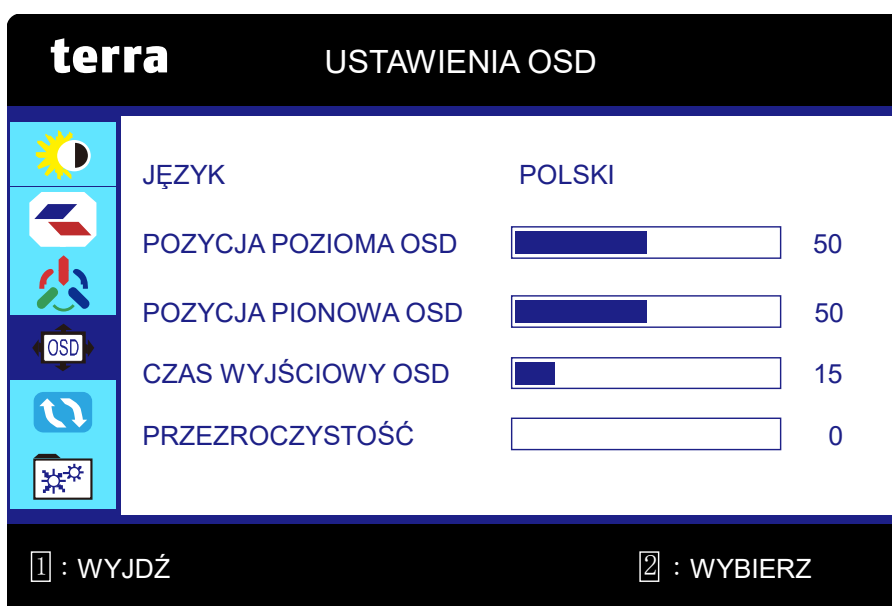 terra USTAWIENIA OSD
JĘZYK POLSKI
POZYCJA POZIOMA OSD 50
POZYCJA PIONOWA OSD 50
OSD
CZAS WYJŚCIOWY OSD 15
PRZEZROCZYSTOŚĆ 0
1 : WYJDŹ 2 : WYBIERZ